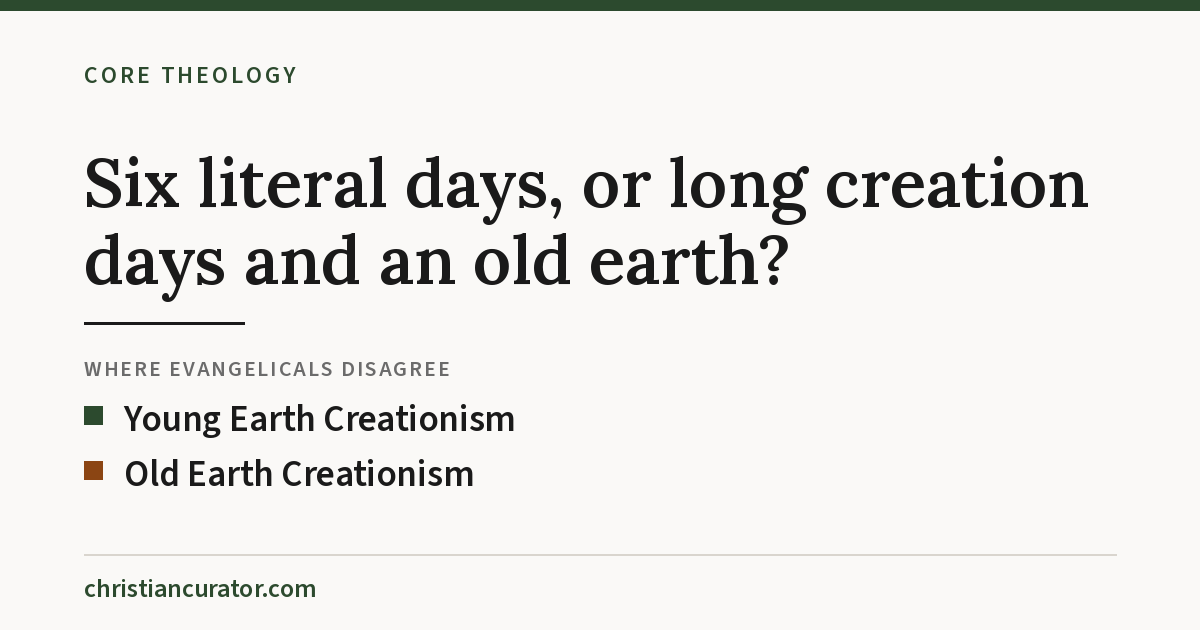 CORE THEOLOGY
Six literal days, or long creation
days and an old earth?
WHERE EVANGELICALS DISAGREE
Young Earth Creationism
Old Earth Creationism
christiancurator.com